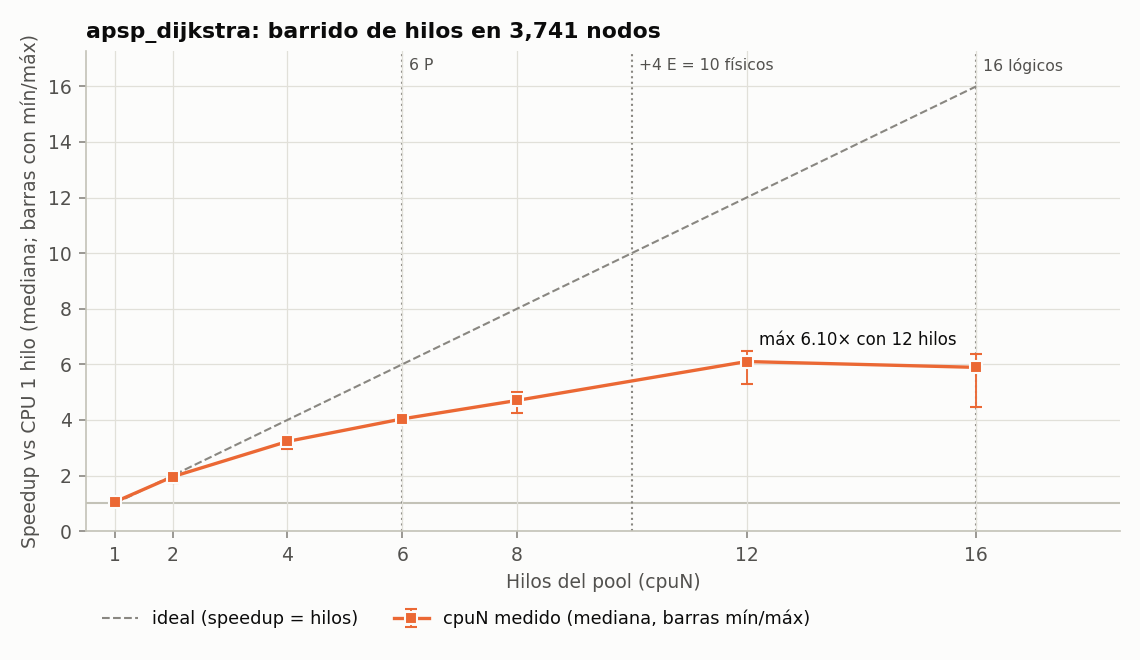 apsp_dijkstra: barrido de hilos en 3,741 nodos
Speedup vs CPU 1 hilo (mediana; barras con mín/máx)
16
14
12
10
8
6
4
2
0
6 P
+4 E = 10 físicos
16 lógicos
máx 6.10× con 12 hilos
1 2 4 6 8 12 16
Hilos del pool (cpuN)
ideal (speedup = hilos)
cpuN medido (mediana, barras mín/máx)